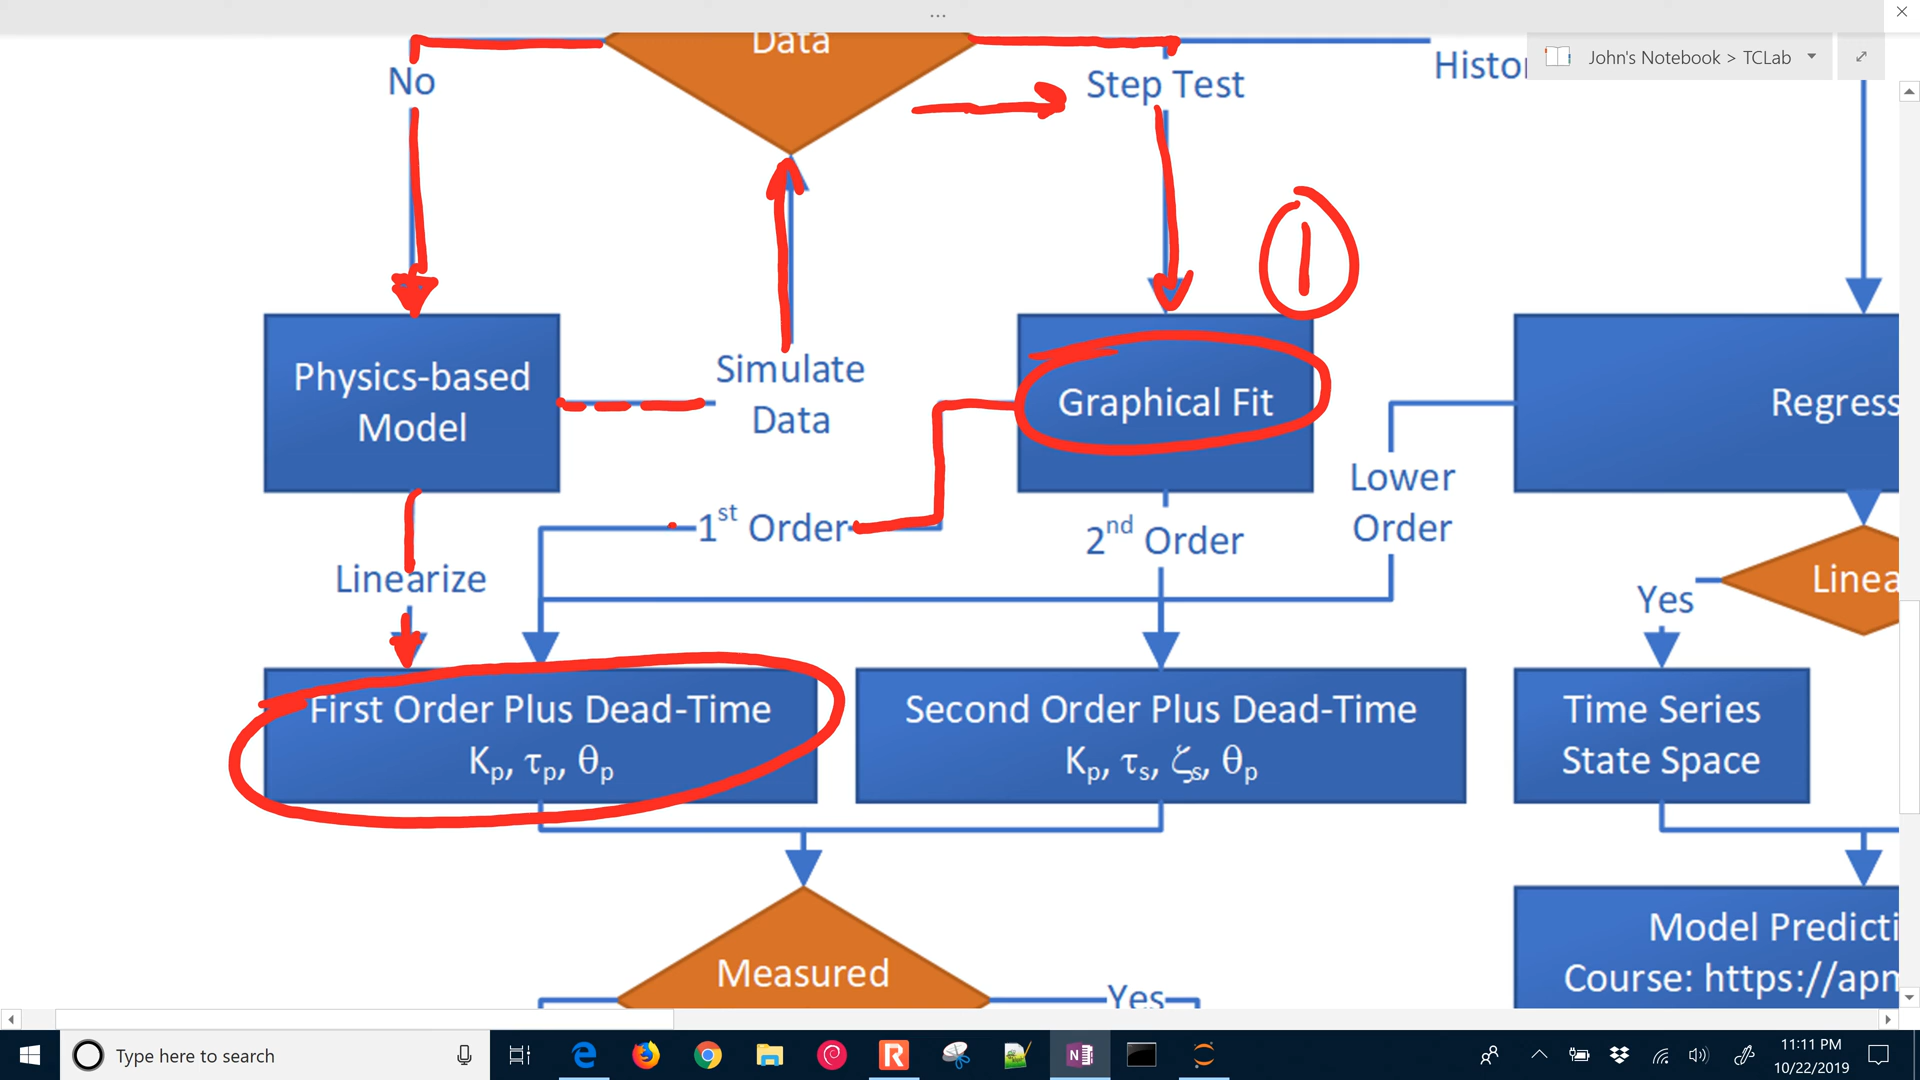 ...
Data
John's Notebook > TCLab
No
Step Test
1
Physics-based
Model
Simulate
Data
Graphical Fit
1st Order
2nd Order
Lower
Order
Linearize
Yes
First Order Plus Dead-Time
Kp, τp, θp
Second Order Plus Dead-Time
Kp, τs, ζs, θp
Time Series
State Space
Measured
Yes
Model Predicti
Course: https://apm
Type here to search
11:11 PM
10/22/2019